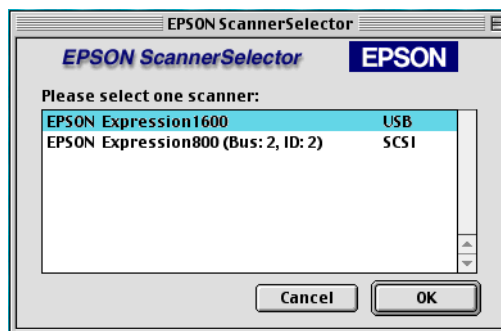 EPSON ScannerSelector
EPSON ScannerSelector EPSON
Please select one scanner:
EPSON Expression1600 USB
EPSON Expression800 (Bus: 2, ID: 2) SCSI
Cancel OK